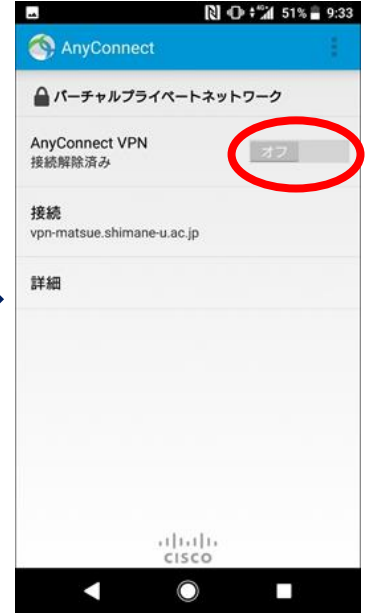 51% 9:33
AnyConnect
バーチャルプライベートネットワーク
AnyConnect VPN
オフ
接続解除済み
接続
vpn-matsue.shimane-u.ac.jp
詳細
CISCO